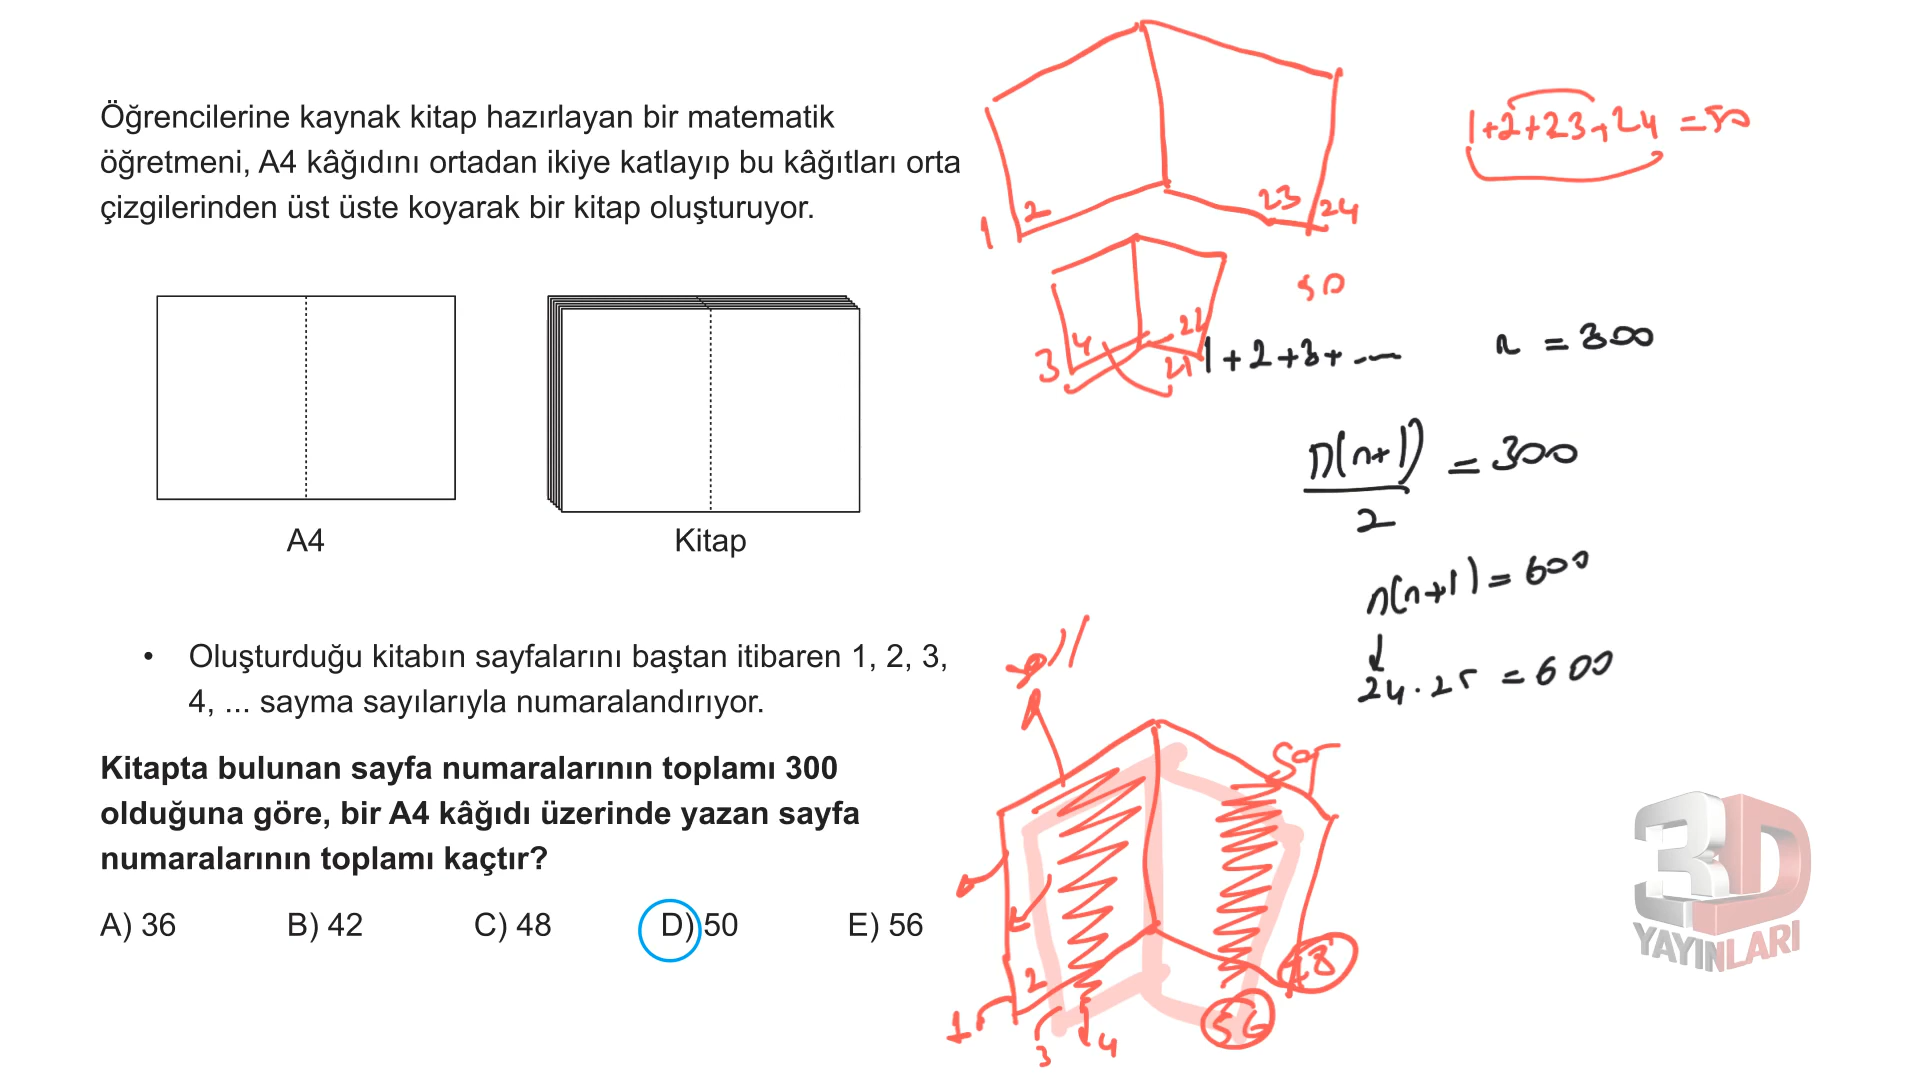 Öğrencilerine kaynak kitap hazırlayan bir matematik
öğretmeni, A4 kâğıdını ortadan ikiye katlayıp bu kâğıtları orta
çizgilerinden üst üste koyarak bir kitap oluşturuyor.
A4
Kitap
• Oluşturduğu kitabın sayfalarını baştan itibaren 1, 2, 3,
4, ... sayma sayılarıyla numaralandırıyor.
Kitapta bulunan sayfa numaralarının toplamı 300
olduğuna göre, bir A4 kâğıdı üzerinde yazan sayfa
numaralarının toplamı kaçtır?
A) 36 B) 42 C) 48 D) 50 E) 56
1 2 23 24
1+2+23+24 = 50
50
3 4 21 22
1+2+3+ ... n = 300
n(n+1)
2
= 300
n(n+1) = 600
24 . 25 = 600
1 2 3 4
3D
YAYINLARI